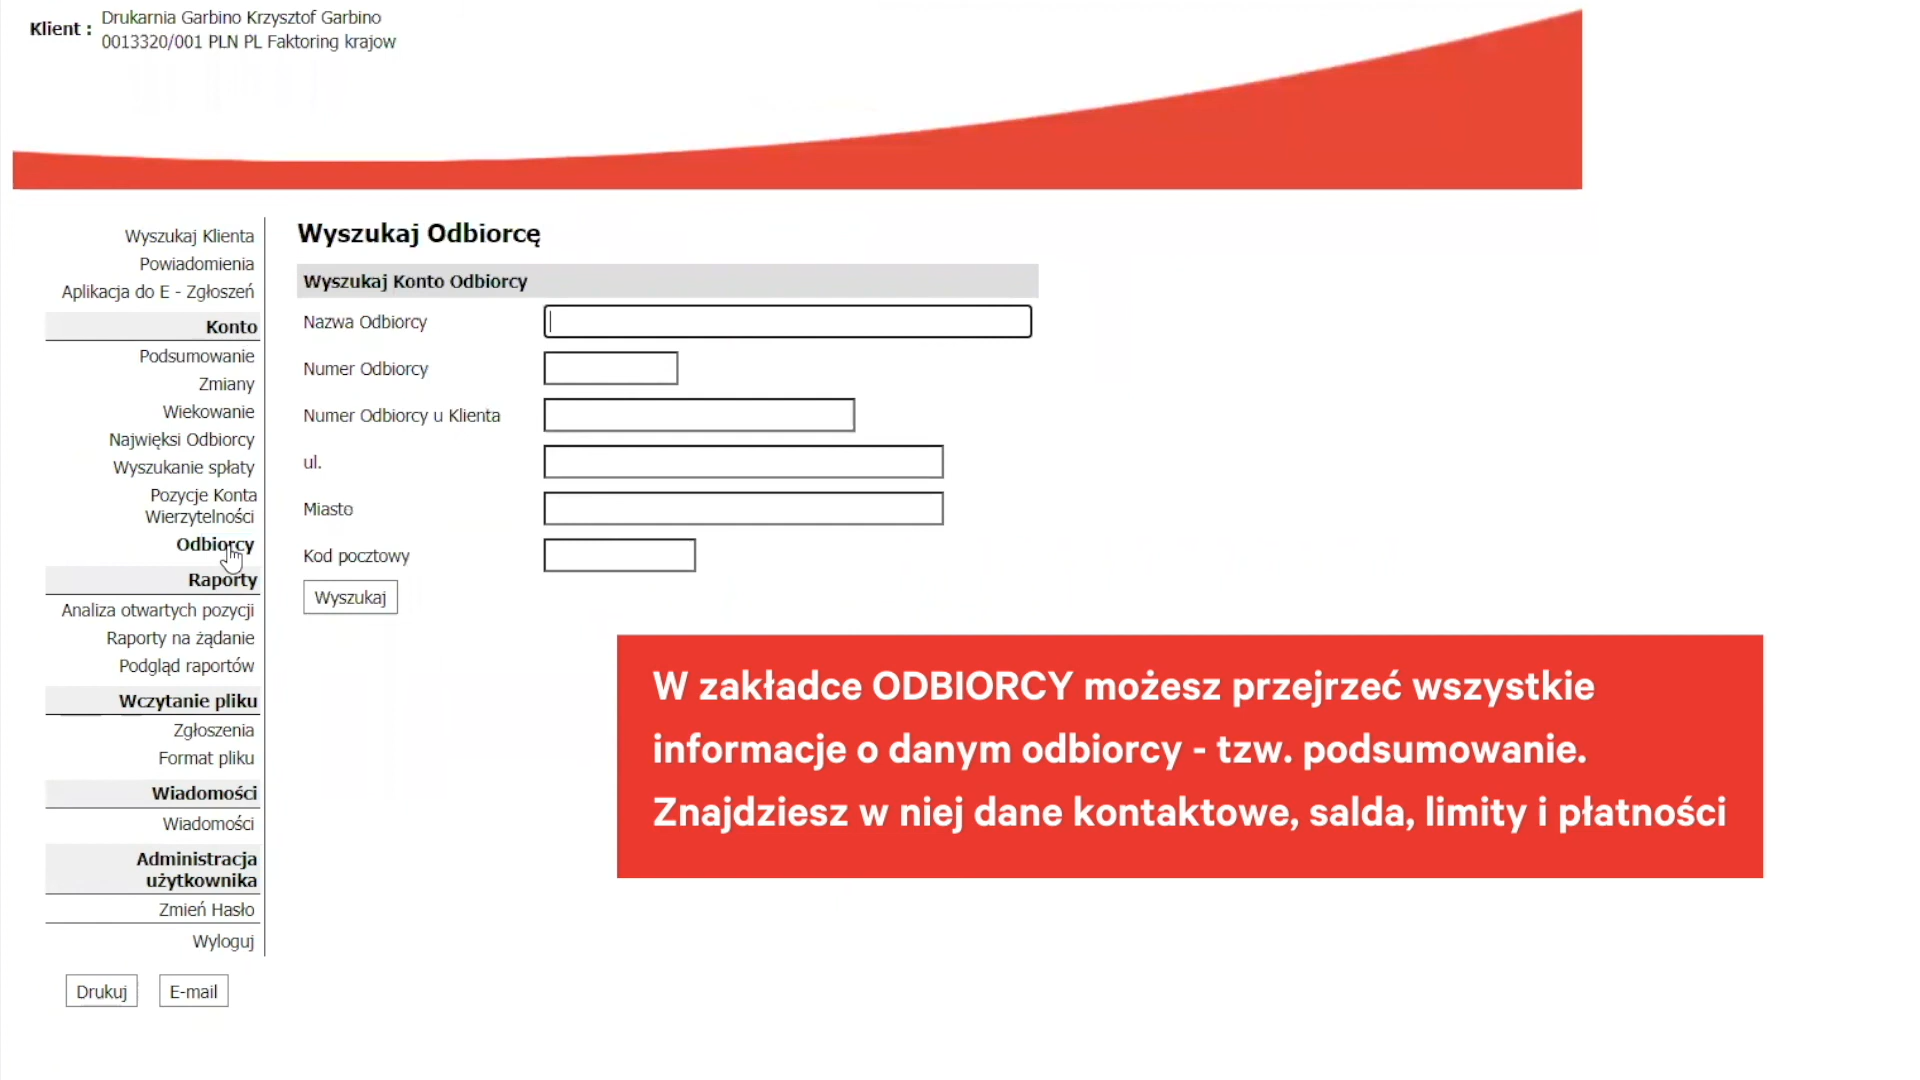 Klient :
Drukarnia Garbino Krzysztof Garbino
0013320/001 PLN PL Faktoring krajow
Wyszukaj Klienta
Powiadomienia
Aplikacja do E - Zgłoszeń
Konto
Podsumowanie
Zmiany
Wiekowanie
Najwięksi Odbiorcy
Wyszukanie spłaty
Pozycje Konta
Wierzytelności
Odbiorcy
Raporty
Analiza otwartych pozycji
Raporty na żądanie
Podgląd raportów
Wczytanie pliku
Zgłoszenia
Format pliku
Wiadomości
Wiadomości
Administracja
użytkownika
Zmień Hasło
Wyloguj
Drukuj
E-mail
Wyszukaj Odbiorcę
Wyszukaj Konto Odbiorcy
Nazwa Odbiorcy
Numer Odbiorcy
Numer Odbiorcy u Klienta
ul.
Miasto
Kod pocztowy
Wyszukaj
W zakładce ODBIORCY możesz przejrzeć wszystkie
informacje o danym odbiorcy - tzw. podsumowanie.
Znajdziesz w niej dane kontaktowe, salda, limity i płatności